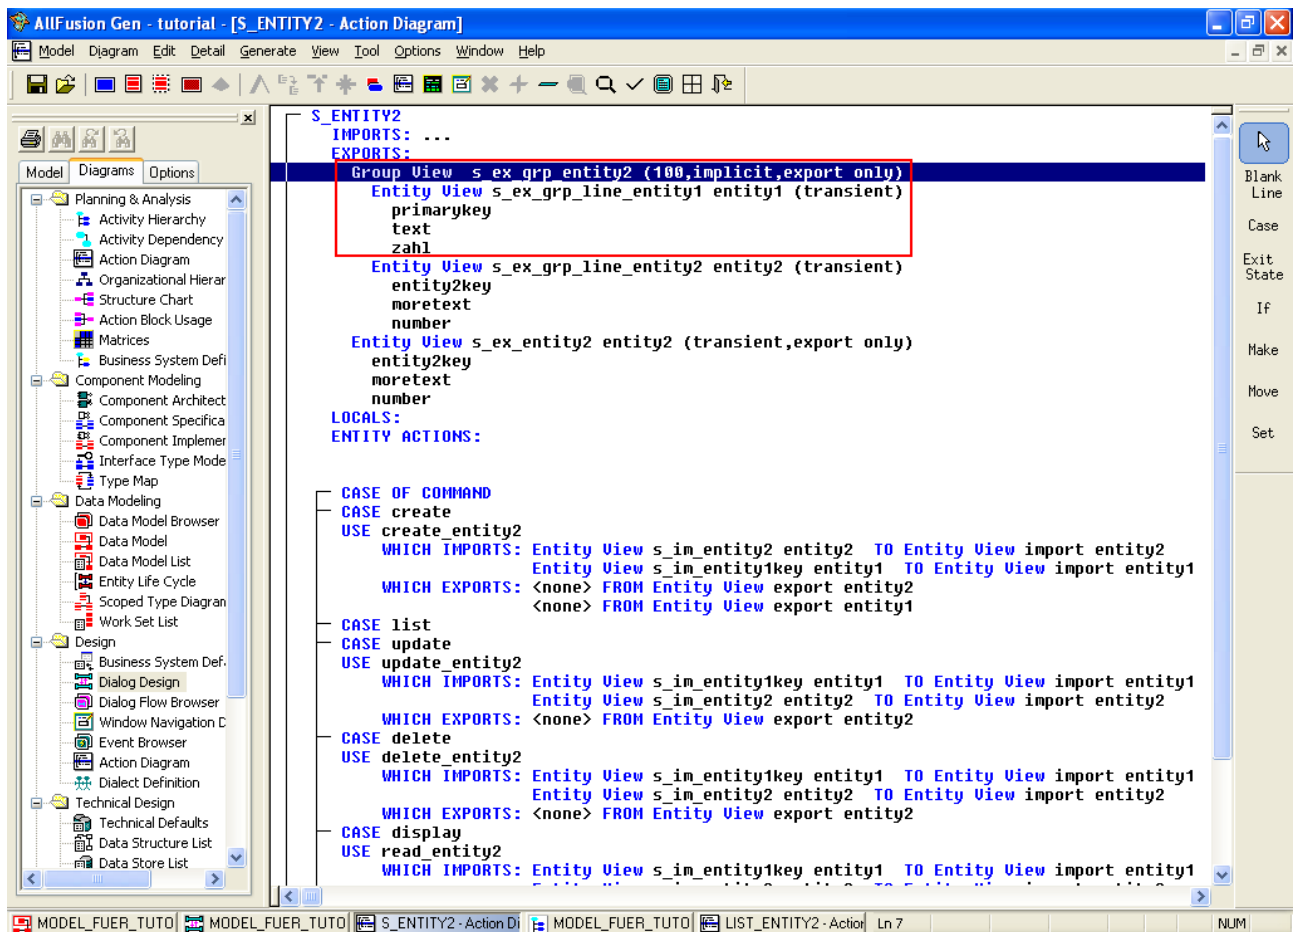 AllFusion Gen - tutorial - [S_ENTITY2 - Action Diagram]
Model Diagram Edit Detail Generate View Tool Options Window Help
Model Diagrams Options
Planning & Analysis
Activity Hierarchy
Activity Dependency
Action Diagram
Organizational Hierar
Structure Chart
Action Block Usage
Matrices
Business System Defi
Component Modeling
Component Architect
Component Specifica
Component Implemer
Interface Type Mode
Type Map
Data Modeling
Data Model Browser
Data Model
Data Model List
Entity Life Cycle
Scoped Type Diagran
Work Set List
Design
Business System Def.
Dialog Design
Dialog Flow Browser
Window Navigation D
Event Browser
Action Diagram
Dialect Definition
Technical Design
Technical Defaults
Data Structure List
Data Store List
S_ENTITY2
IMPORTS: ...
EXPORTS:
Group View s_ex_grp_entity2 (100,implicit,export only)
Entity View s_ex_grp_line_entity1 entity1 (transient)
primarykey
text
zahl
Entity View s_ex_grp_line_entity2 entity2 (transient)
entity2key
moretext
number
Entity View s_ex_entity2 entity2 (transient,export only)
entity2key
moretext
number
LOCALS:
ENTITY ACTIONS:
CASE OF COMMAND
CASE create
USE create_entity2
WHICH IMPORTS: Entity View s_im_entity2 entity2 TO Entity View import entity2
Entity View s_im_entity1key entity1 TO Entity View import entity1
WHICH EXPORTS: <none> FROM Entity View export entity2
<none> FROM Entity View export entity1
CASE list
CASE update
USE update_entity2
WHICH IMPORTS: Entity View s_im_entity1key entity1 TO Entity View import entity1
Entity View s_im_entity2 entity2 TO Entity View import entity2
WHICH EXPORTS: <none> FROM Entity View export entity2
CASE delete
USE delete_entity2
WHICH IMPORTS: Entity View s_im_entity1key entity1 TO Entity View import entity1
Entity View s_im_entity2 entity2 TO Entity View import entity2
WHICH EXPORTS: <none> FROM Entity View export entity2
CASE display
USE read_entity2
WHICH IMPORTS: Entity View s_im_entity1key entity1 TO Entity View import entity1
Blank
Line
Case
Exit
State
If
Make
Move
Set
MODEL_FUER_TUTO MODEL_FUER_TUTO S_ENTITY2 - Action Di MODEL_FUER_TUTO LIST_ENTITY2 - Action Ln 7 NUM